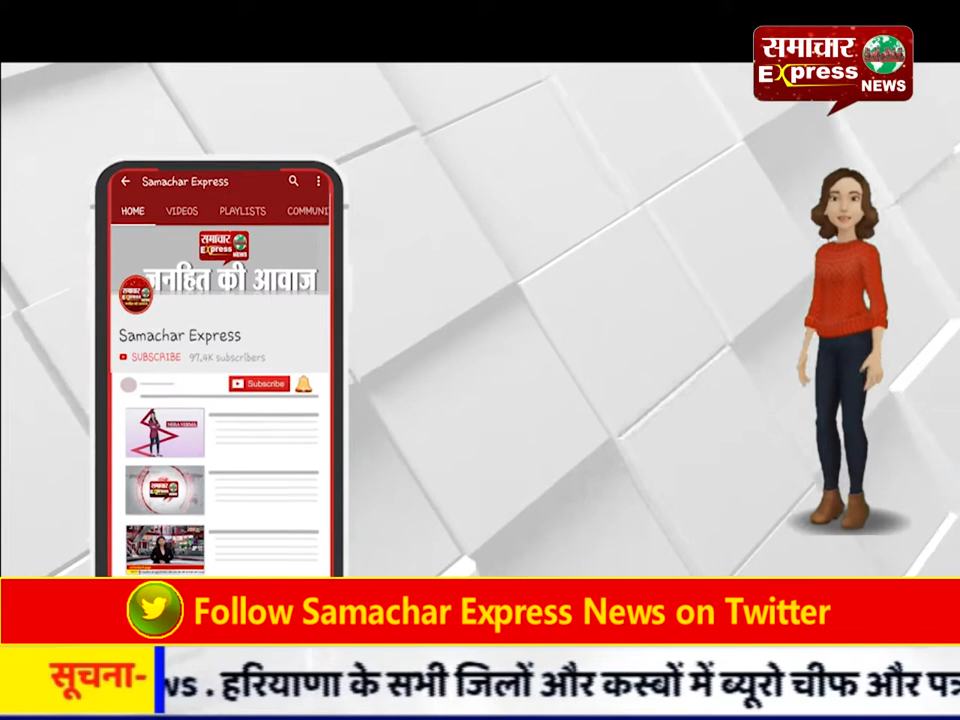 समाचार
Express
NEWS
Samachar Express
HOME VIDEOS PLAYLISTS COMMUNI
समाचार
Express
NEWS
जनहित की आवाज
Samachar Express
SUBSCRIBE 97.4K subscribers
Subscribe
Express
Follow Samachar Express News on Twitter
सूचना- ws . हरियाणा के सभी जिलों और कस्बों में ब्यूरो चीफ और पत्र